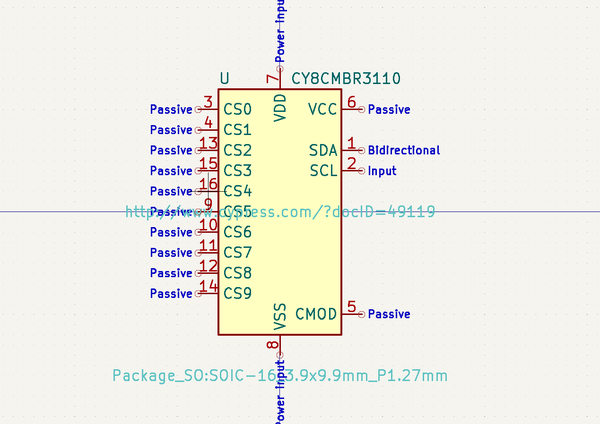 Power input
7
U CY8CMBR3110
VDD
Passive 3 CS0 VCC 6 Passive
Passive 4 CS1
Passive 13 CS2 SDA 1 Bidirectional
Passive 15 CS3 SCL 2 Input
Passive 16 CS4
Passive 9 CS5
http://www.cypress.com/?docID=49119
Passive 10 CS6
Passive 11 CS7
Passive 12 CS8
Passive 14 CS9
CMOD 5 Passive
VSS
8
Package_SO:SOIC-16_3.9x9.9mm_P1.27mm
Power input